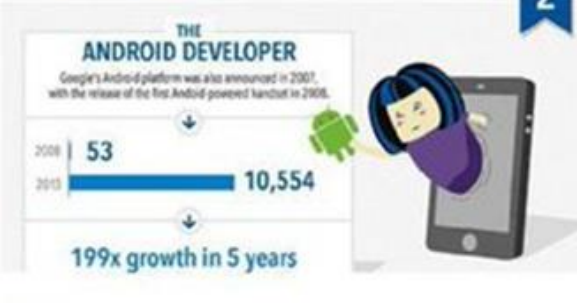 2
THE
ANDROID DEVELOPER
Google's Android platform was also announced in 2007,
with the release of the first Android-powered handset in 2008.
2008 53
2013 10,554
199x growth in 5 years